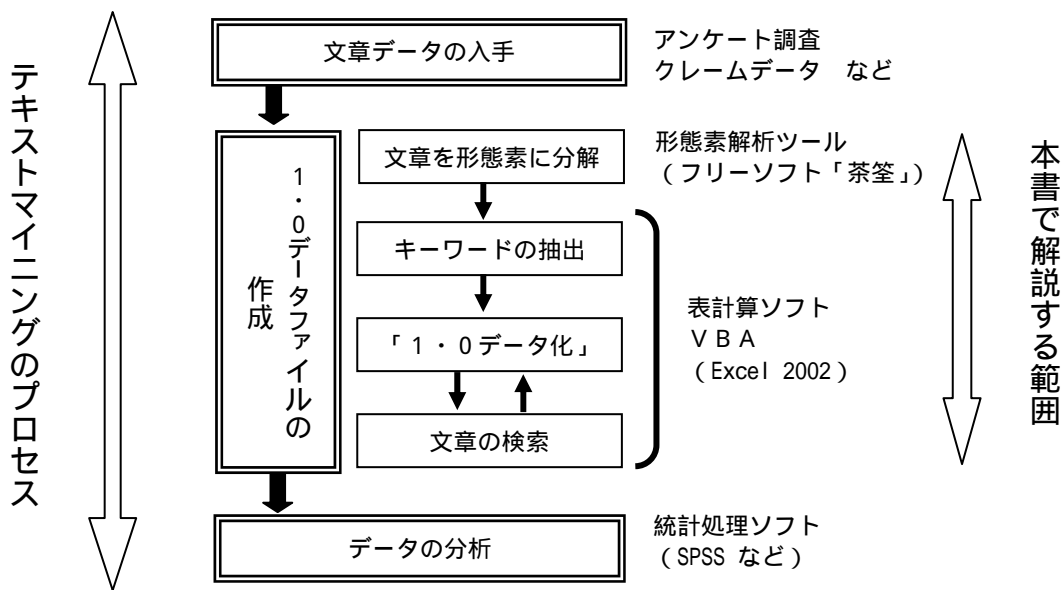 テキストマイニングのプロセス
文章データの入手
アンケート調査
クレームデータ　など
1・0データファイルの
作成
文章を形態素に分解
形態素解析ツール
（フリーソフト「茶筌」）
キーワードの抽出
「1・0データ化」
文章の検索
表計算ソフト
ＶＢＡ
（Excel 2002）
データの分析
統計処理ソフト
（SPSS など）
本書で解説する範囲